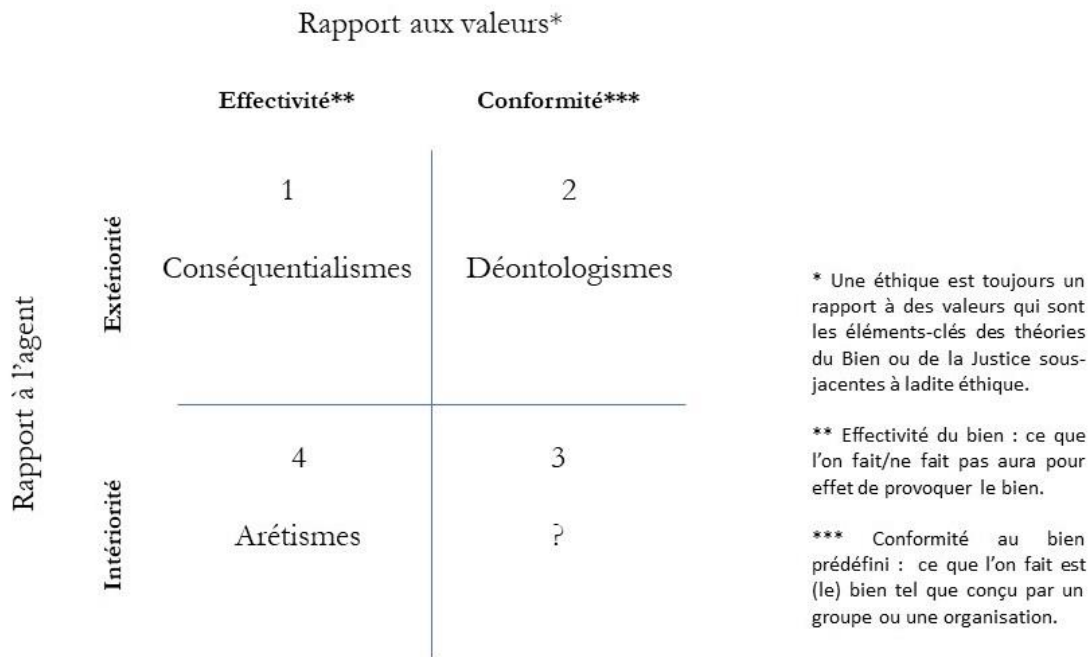 Rapport aux valeurs*
Effectivité**
Conformité***
Rapport à l'agent
Extériorité
1
2
Conséquentialismes
Déontologismes
Intériorité
4
3
Arétismes
?
* Une éthique est toujours un
rapport à des valeurs qui sont
les éléments-clés des théories
du Bien ou de la Justice sous-
jacentes à ladite éthique.
** Effectivité du bien : ce que
l'on fait/ne fait pas aura pour
effet de provoquer le bien.
*** Conformité au bien
prédéfini : ce que l'on fait est
(le) bien tel que conçu par un
groupe ou une organisation.